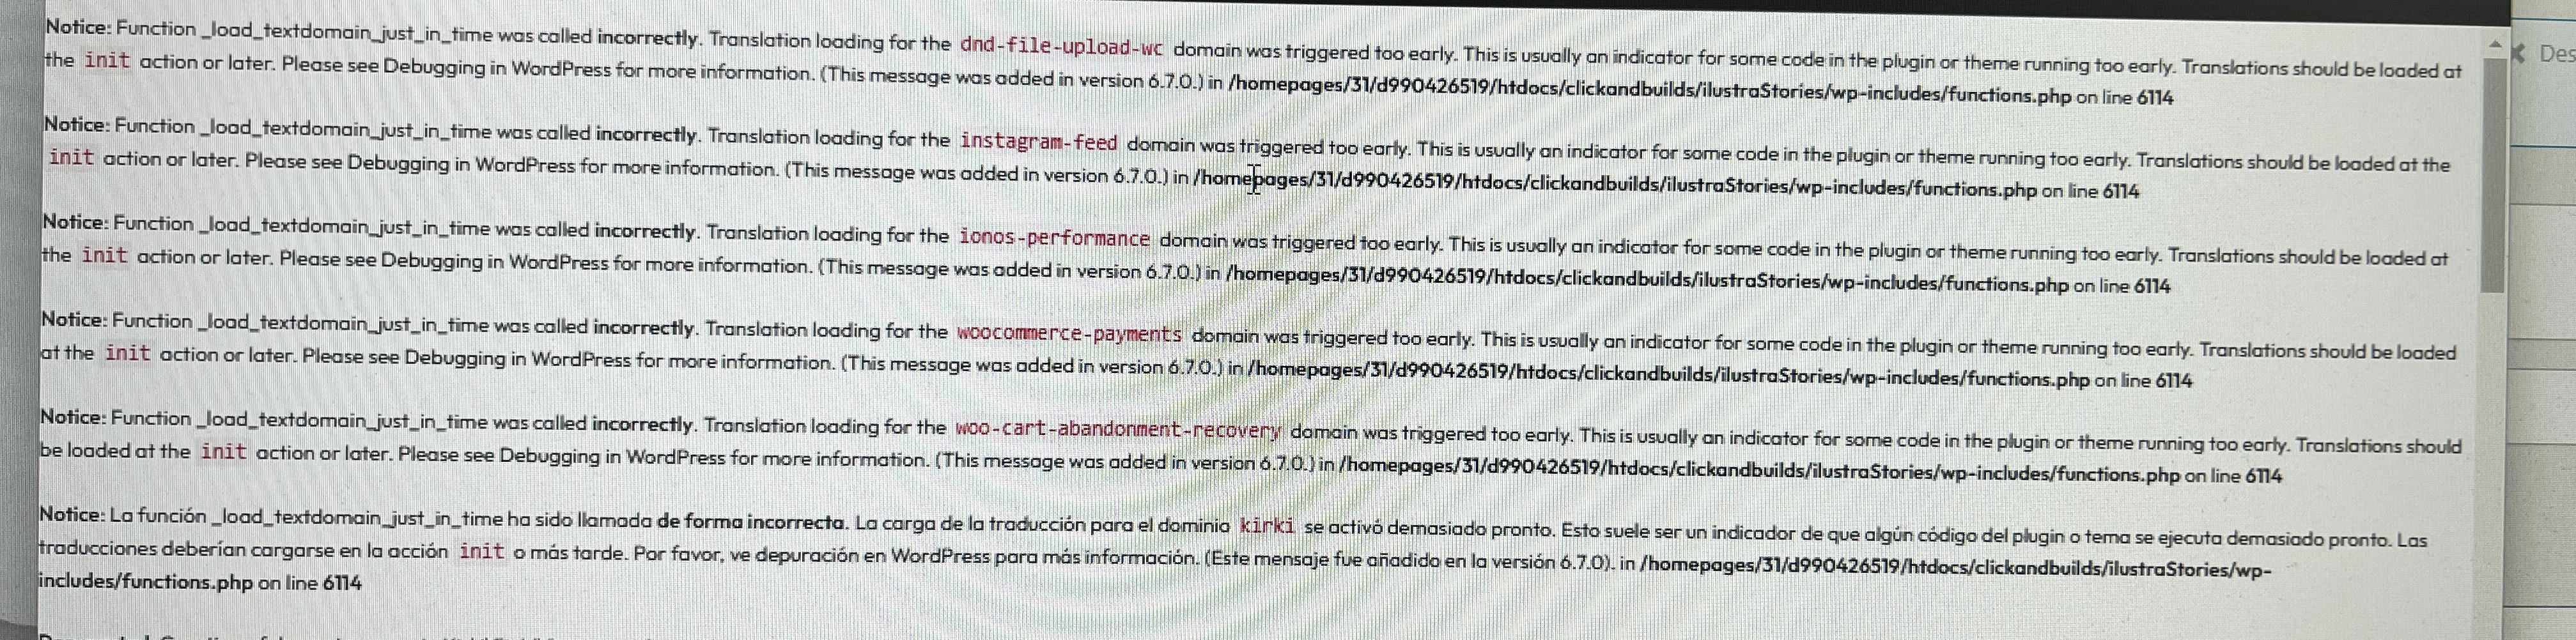 Notice: Function _load_textdomain_just_in_time was called incorrectly. Translation loading for the dnd-file-upload-wc domain was triggered too early. This is usually an indicator for some code in the plugin or theme running too early. Translations should be loaded at
the init action or later. Please see Debugging in WordPress for more information. (This message was added in version 6.7.0.) in /homepages/31/d990426519/htdocs/clickandbuilds/ilustraStories/wp-includes/functions.php on line 6114
Notice: Function _load_textdomain_just_in_time was called incorrectly. Translation loading for the instagram-feed domain was triggered too early. This is usually an indicator for some code in the plugin or theme running too early. Translations should be loaded at the
init action or later. Please see Debugging in WordPress for more information. (This message was added in version 6.7.0.) in /homepages/31/d990426519/htdocs/clickandbuilds/ilustraStories/wp-includes/functions.php on line 6114
Notice: Function _load_textdomain_just_in_time was called incorrectly. Translation loading for the ionos-performance domain was triggered too early. This is usually an indicator for some code in the plugin or theme running too early. Translations should be loaded at
the init action or later. Please see Debugging in WordPress for more information. (This message was added in version 6.7.0.) in /homepages/31/d990426519/htdocs/clickandbuilds/ilustraStories/wp-includes/functions.php on line 6114
Notice: Function _load_textdomain_just_in_time was called incorrectly. Translation loading for the woocommerce-payments domain was triggered too early. This is usually an indicator for some code in the plugin or theme running too early. Translations should be loaded
at the init action or later. Please see Debugging in WordPress for more information. (This message was added in version 6.7.0.) in /homepages/31/d990426519/htdocs/clickandbuilds/ilustraStories/wp-includes/functions.php on line 6114
Notice: Function _load_textdomain_just_in_time was called incorrectly. Translation loading for the woo-cart-abandonment-recovery domain was triggered too early. This is usually an indicator for some code in the plugin or theme running too early. Translations should
be loaded at the init action or later. Please see Debugging in WordPress for more information. (This message was added in version 6.7.0.) in /homepages/31/d990426519/htdocs/clickandbuilds/ilustraStories/wp-includes/functions.php on line 6114
Notice: La función _load_textdomain_just_in_time ha sido llamada de forma incorrecta. La carga de la traducción para el dominio kirki se activó demasiado pronto. Esto suele ser un indicador de que algún código del plugin o tema se ejecuta demasiado pronto. Las
traducciones deberían cargarse en la acción init o más tarde. Por favor, ve depuración en WordPress para más información. (Este mensaje fue añadido en la versión 6.7.0). in /homepages/31/d990426519/htdocs/clickandbuilds/ilustraStories/wp-
includes/functions.php on line 6114
Des